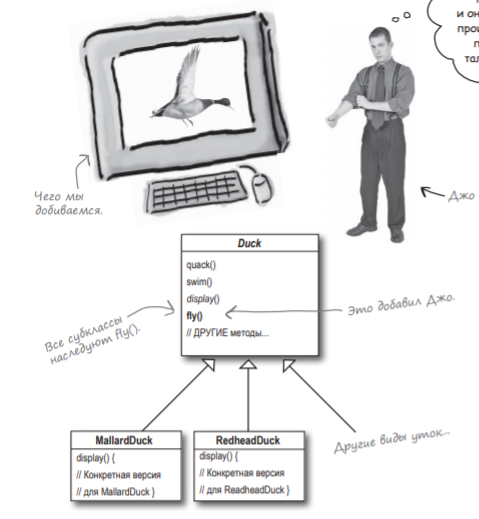 и он
прои
п
тал
Чего мы
добиваемся.
Джо
Duck
quack()
swim()
display()
fly()
// ДРУГИЕ методы...
Все субклассы
наследуют fly().
Это добавил Джо.
Другие виды уток...
MallardDuck
display() {
// Конкретная версия
// для MallardDuck }
RedheadDuck
display() {
// Конкретная версия
// для ReadheadDuck }